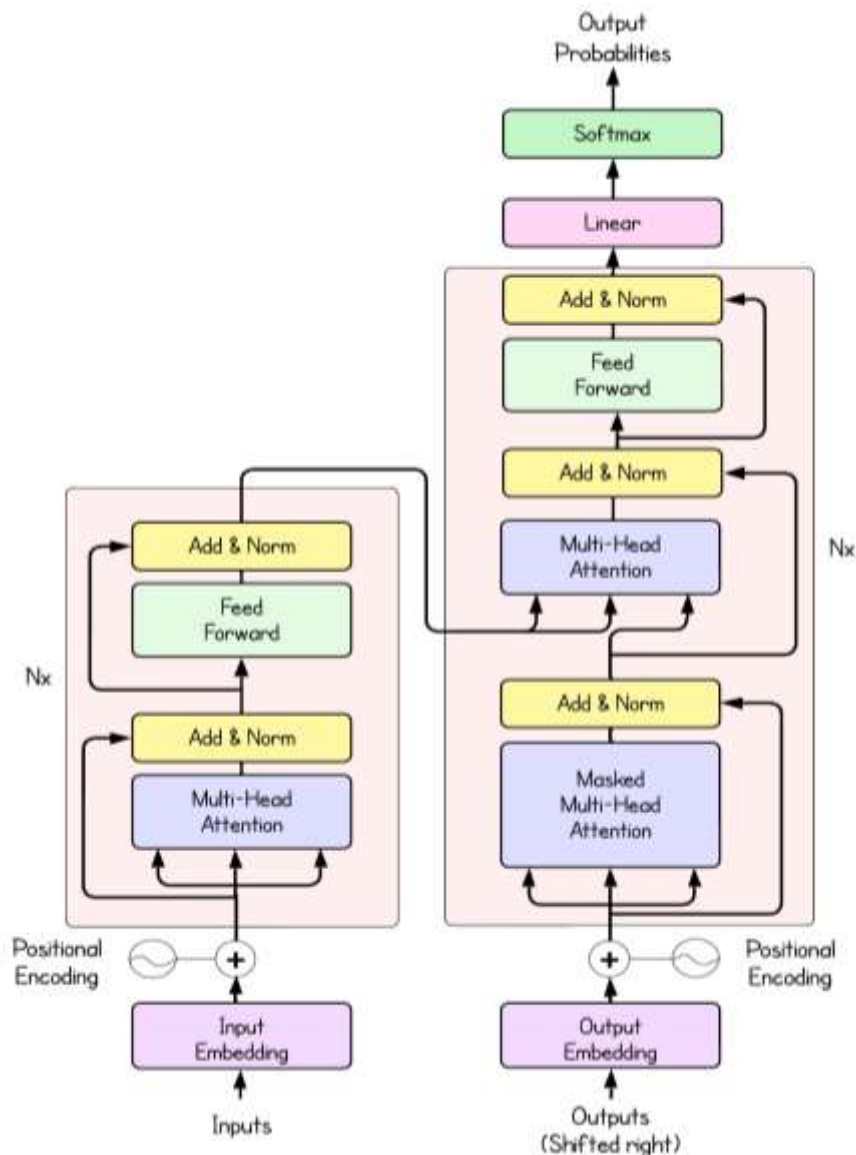 Output
Probabilities
Softmax
Linear
Add & Norm
Feed
Forward
Add & Norm
Multi-Head
Attention
Nx
Add & Norm
Masked
Multi-Head
Attention
Positional
Encoding
Output
Embedding
Outputs
(Shifted right)
Add & Norm
Feed
Forward
Nx
Add & Norm
Multi-Head
Attention
Positional
Encoding
Input
Embedding
Inputs